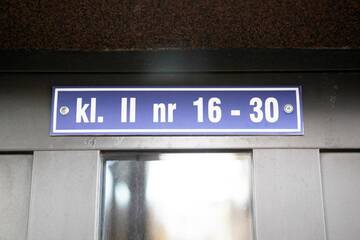 kl. II nr 16 - 30